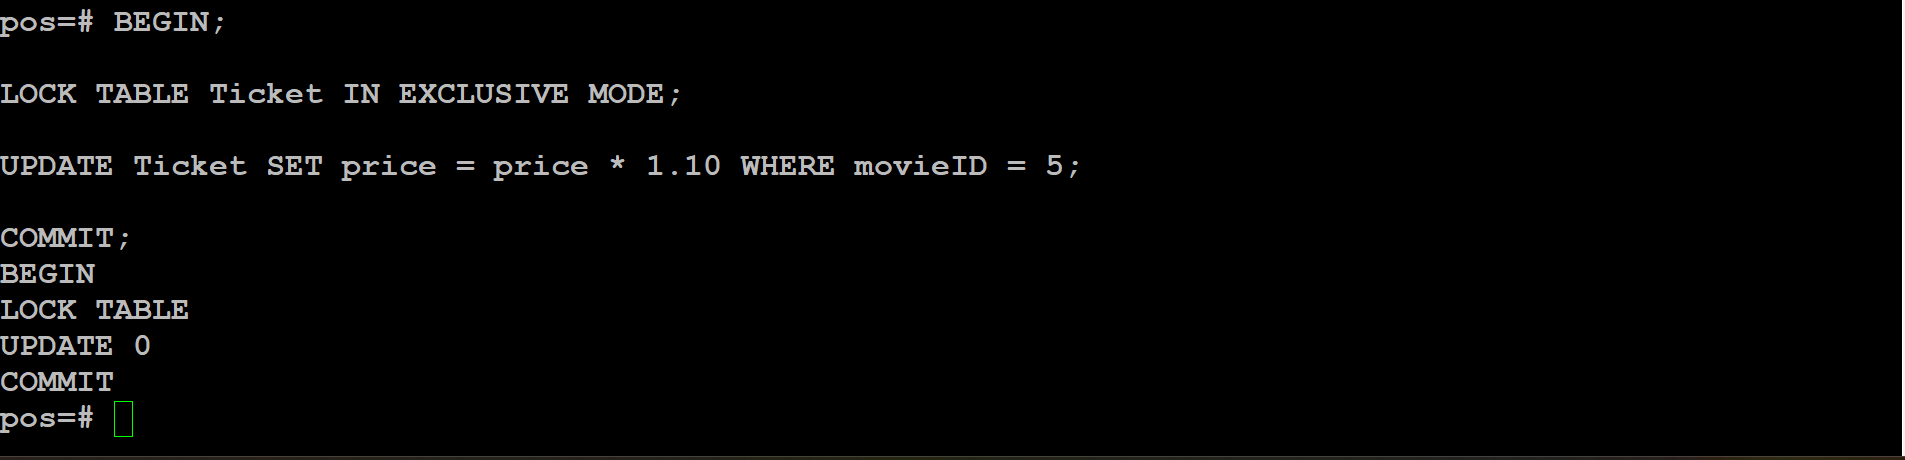 pos=# BEGIN;
LOCK TABLE Ticket IN EXCLUSIVE MODE;
UPDATE Ticket SET price = price * 1.10 WHERE movieID = 5;
COMMIT;
BEGIN
LOCK TABLE
UPDATE 0
COMMIT
pos=#